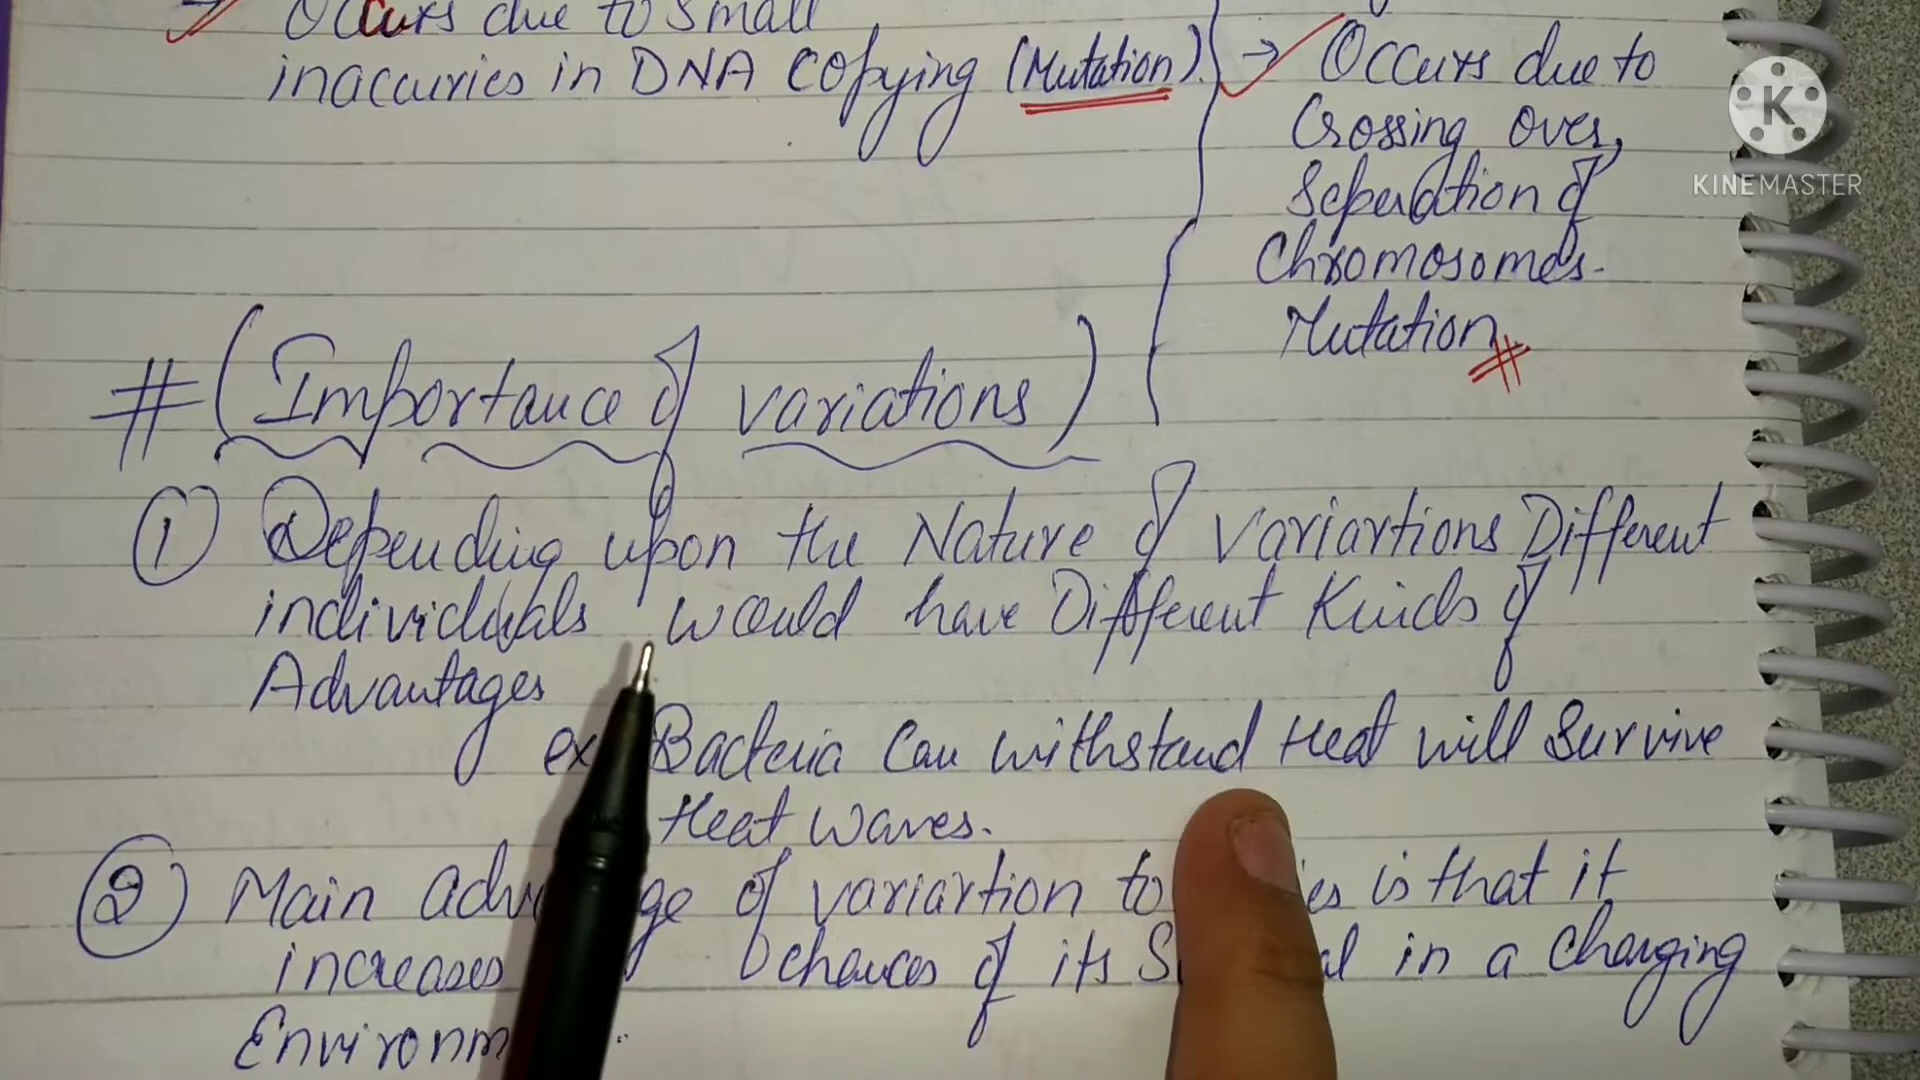 Occurs due to Small
inaccurries in DNA Copying (Mutation).
→ Occurs due to
Crossing over,
Seperation of
Chromosomes.
Mutation
KINEMASTER
# (Importance of variations)
① Depending upon the Nature of Variartions Different
individuals would have Different Kinds of
Advantages
ex Bacteria Can withstand Heat will Survive
Heat waves.
② Main of variartion to is that it
increases chances of its in a changing